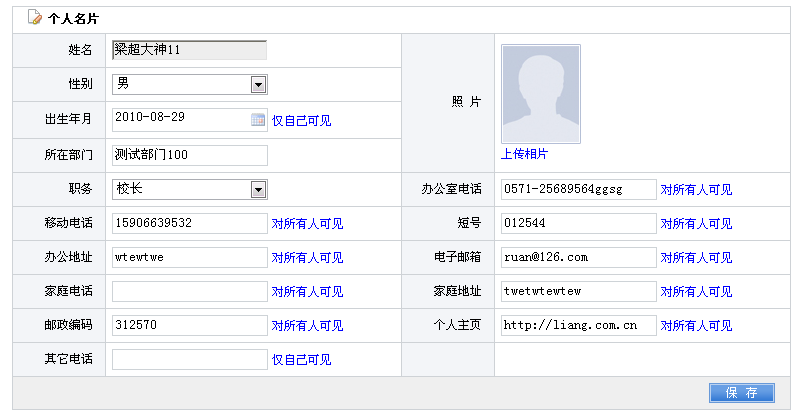 个人名片
姓名 梁超大神11
性别 男
照 片
出生年月 2010-08-29 仅自己可见
所在部门 测试部门100
上传相片
职务 校长 办公室电话 0571-25689564ggsg 对所有人可见
移动电话 15906639532 对所有人可见 短号 012544 对所有人可见
办公地址 wtewtwe 对所有人可见 电子邮箱 ruan@126.com 对所有人可见
家庭电话 对所有人可见 家庭地址 twetwtewtew 对所有人可见
邮政编码 312570 对所有人可见 个人主页 http://liang.com.cn 对所有人可见
其它电话 仅自己可见
保 存